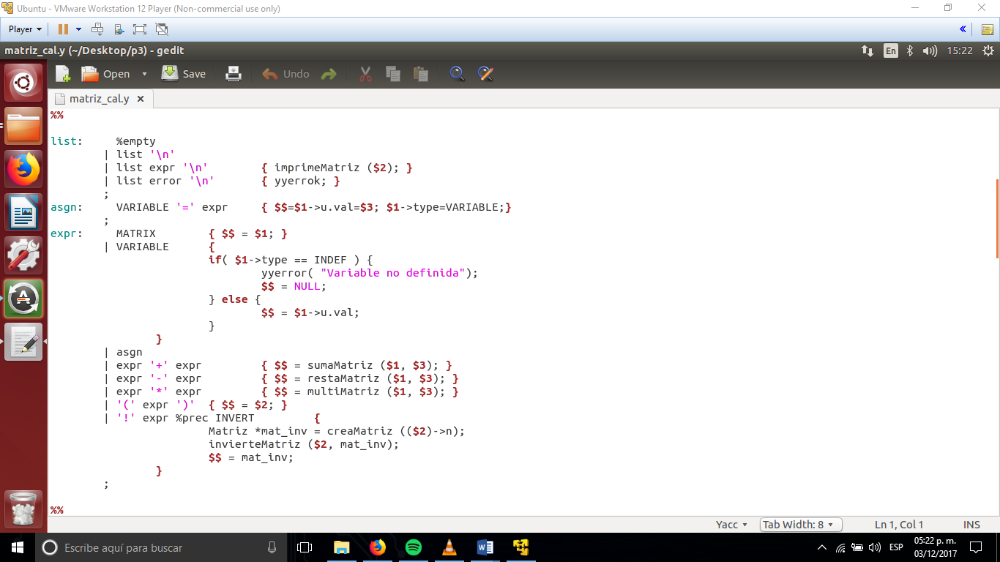 Ubuntu - VMware Workstation 12 Player (Non-commercial use only)
Player
matriz_cal.y (~/Desktop/p3) - gedit
En
15:22
Open
Save
Undo
matriz_cal.y
%%
list: %empty
| list '\n'
| list expr '\n' { imprimeMatriz ($2); }
| list error '\n' { yyerrok; }
;
asgn: VARIABLE '=' expr { $$=$1->u.val=$3; $1->type=VARIABLE;}
;
expr: MATRIX { $$ = $1; }
| VARIABLE {
if( $1->type == INDEF ) {
yyerror( "Variable no definida");
$$ = NULL;
} else {
$$ = $1->u.val;
}
}
| asgn
| expr '+' expr { $$ = sumaMatriz ($1, $3); }
| expr '-' expr { $$ = restaMatriz ($1, $3); }
| expr '*' expr { $$ = multiMatriz ($1, $3); }
| '(' expr ')' { $$ = $2; }
| '!' expr %prec INVERT {
Matriz *mat_inv = creaMatriz (($2)->n);
invierteMatriz ($2, mat_inv);
$$ = mat_inv;
}
;
%%
Yacc
Tab Width: 8
Ln 1, Col 1
INS
Escribe aquí para buscar
ESP
05:22 p. m.
03/12/2017